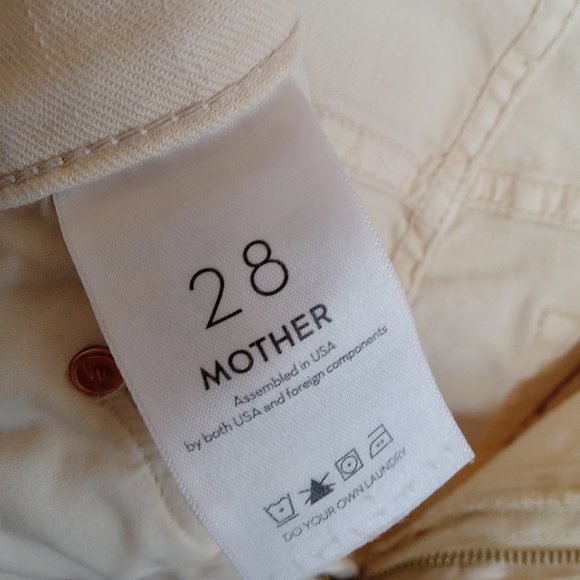 28
MOTHER
Assembled in USA
by both USA and foreign components
DO YOUR OWN LAUNDRY